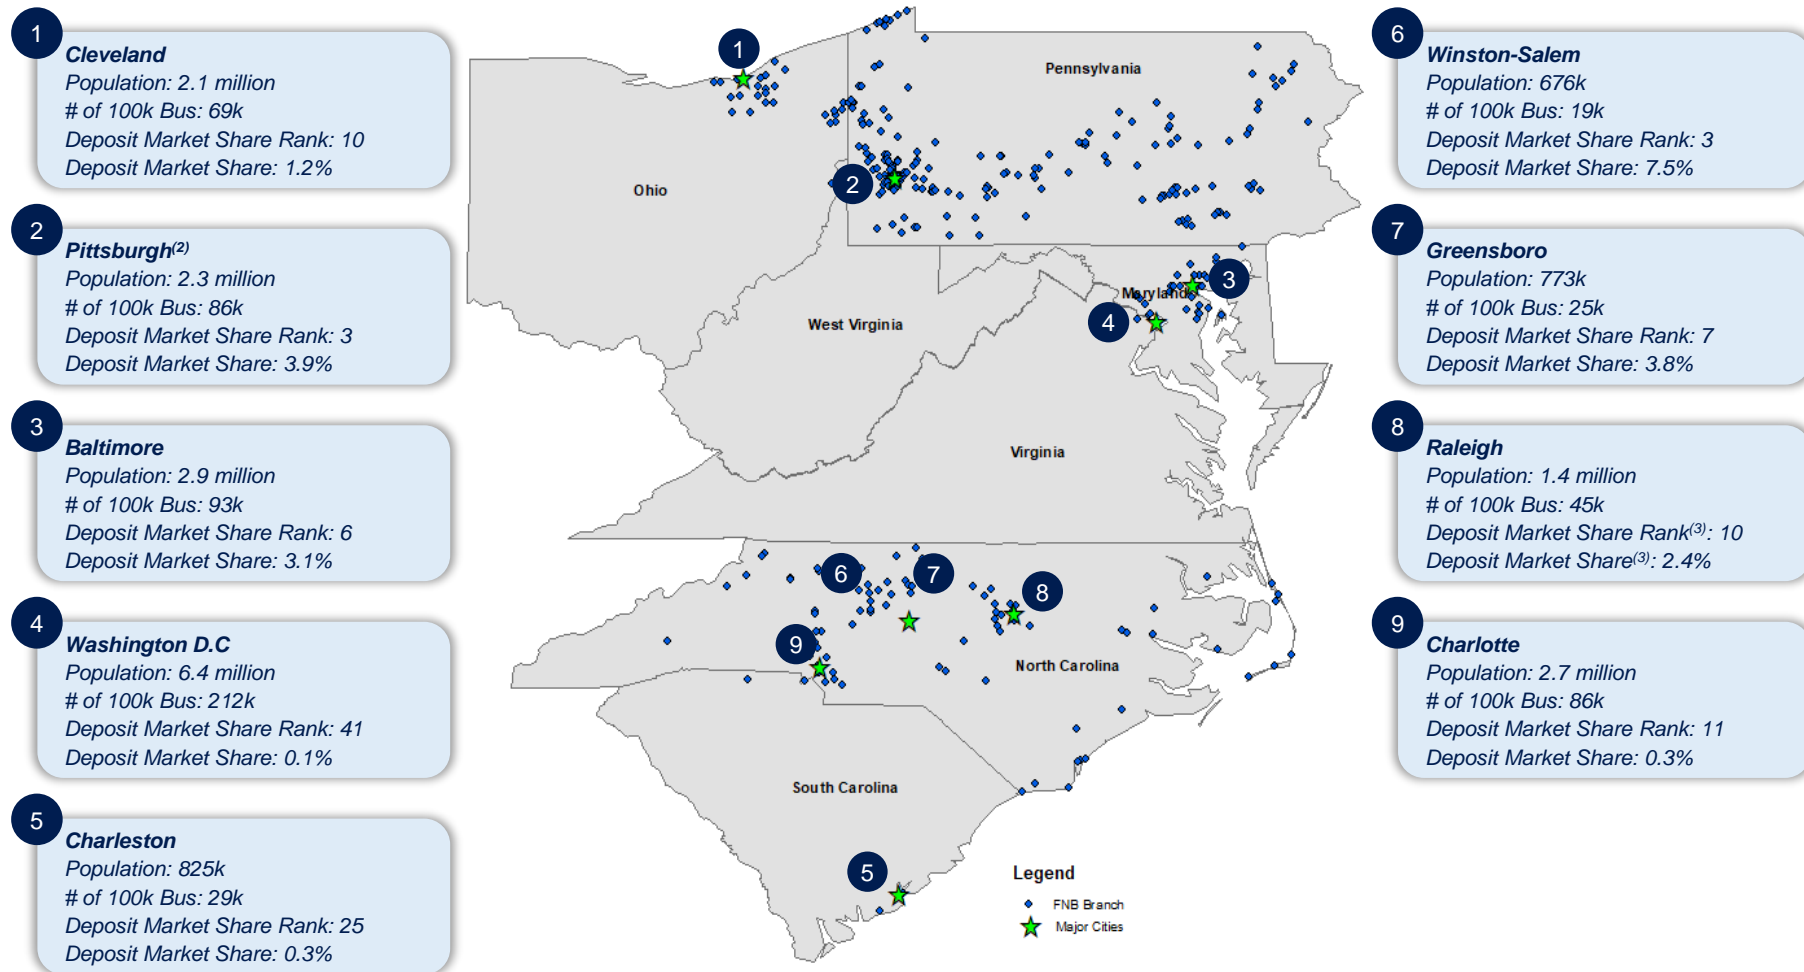 1
Cleveland
Population: 2.1 million
# of 100k Bus: 69k
Deposit Market Share Rank: 10
Deposit Market Share: 1.2%
2
Pittsburgh(2)
Population: 2.3 million
# of 100k Bus: 86k
Deposit Market Share Rank: 3
Deposit Market Share: 3.9%
3
Baltimore
Population: 2.9 million
# of 100k Bus: 93k
Deposit Market Share Rank: 6
Deposit Market Share: 3.1%
4
Washington D.C
Population: 6.4 million
# of 100k Bus: 212k
Deposit Market Share Rank: 41
Deposit Market Share: 0.1%
5
Charleston
Population: 825k
# of 100k Bus: 29k
Deposit Market Share Rank: 25
Deposit Market Share: 0.3%
1
Pennsylvania
Ohio
2
3
Maryland
4
West Virginia
Virginia
6
7
8
9
North Carolina
South Carolina
5
Legend
FNB Branch
Major Cities
6
Winston-Salem
Population: 676k
# of 100k Bus: 19k
Deposit Market Share Rank: 3
Deposit Market Share: 7.5%
7
Greensboro
Population: 773k
# of 100k Bus: 25k
Deposit Market Share Rank: 7
Deposit Market Share: 3.8%
8
Raleigh
Population: 1.4 million
# of 100k Bus: 45k
Deposit Market Share Rank(3): 10
Deposit Market Share(3): 2.4%
9
Charlotte
Population: 2.7 million
# of 100k Bus: 86k
Deposit Market Share Rank: 11
Deposit Market Share: 0.3%